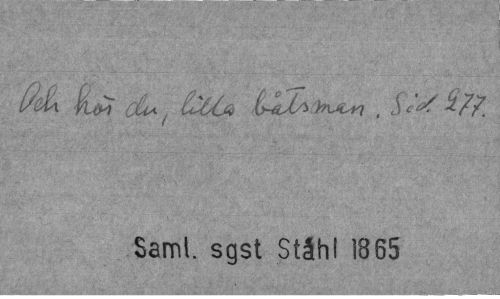 Och hör du, lilla båtsman. Sid. 277.
Saml. sgst Ståhl 1865